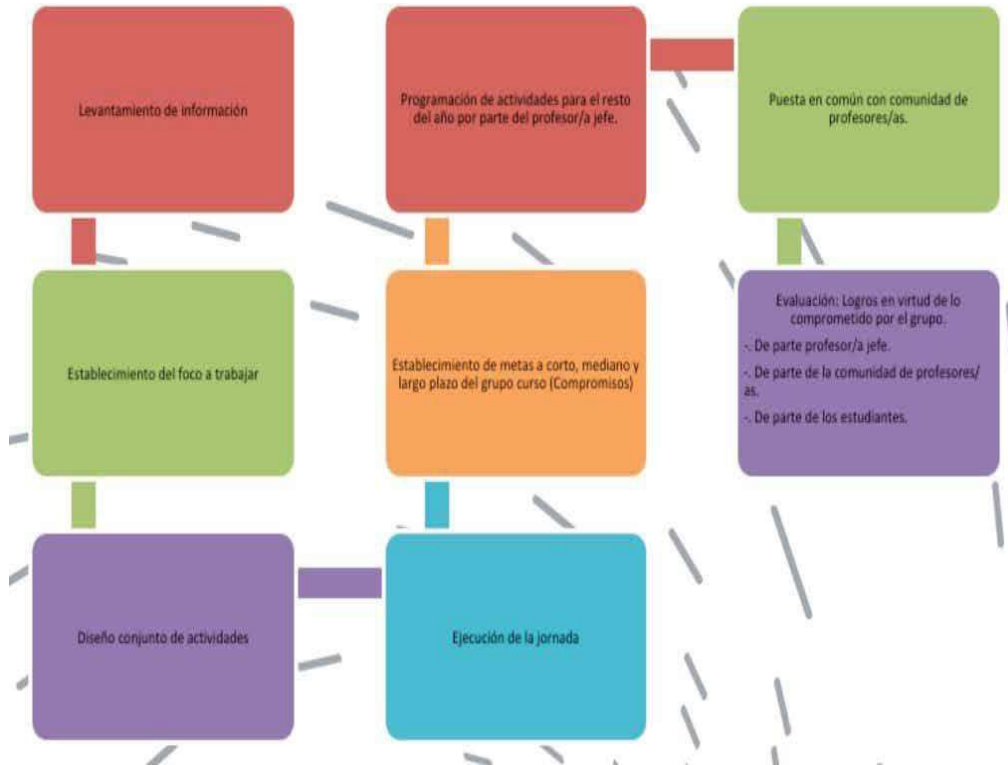 Levantamiento de información
Establecimiento del foco a trabajar
Diseño conjunto de actividades
Ejecución de la jornada
Establecimiento de metas a corto, mediano y
largo plazo del grupo curso (Compromisos)
Programación de actividades para el resto
del año por parte del profesor/a jefe.
Puesta en común con comunidad de
profesores/as.
Evaluación: Logros en virtud de lo
comprometido por el grupo.
-. De parte profesor/a jefe.
-. De parte de la comunidad de profesores/
as.
-. De parte de los estudiantes.